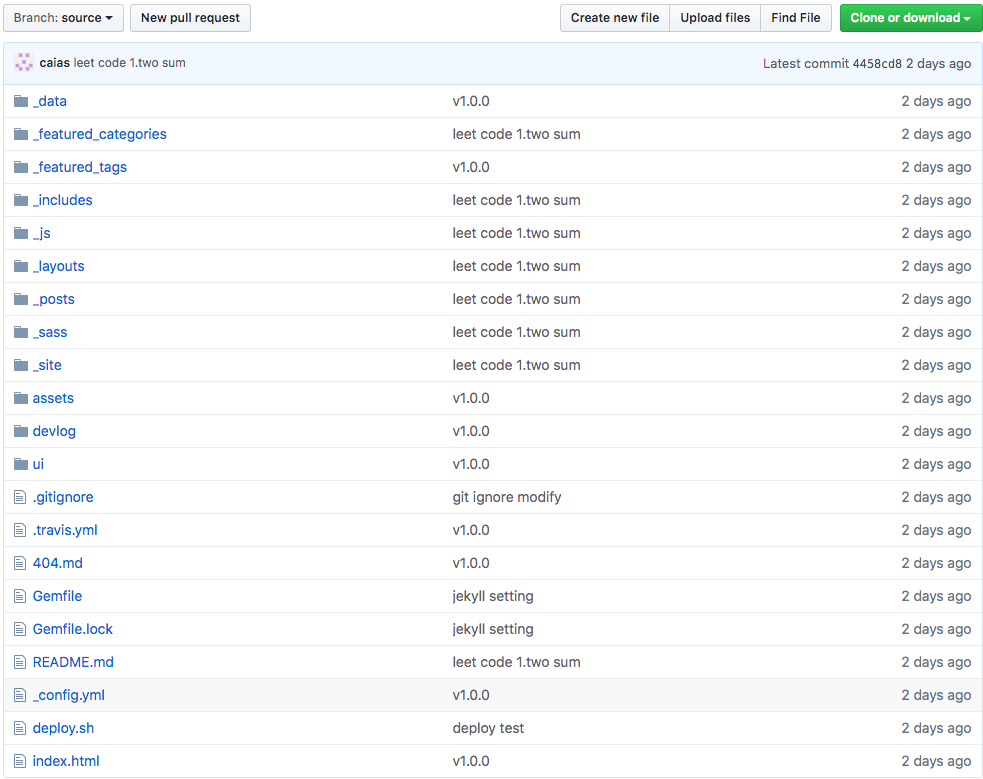 Branch: source New pull request Create new file Upload files Find File Clone or download
caias leet code 1.two sum Latest commit 4458cd8 2 days ago
_data v1.0.0 2 days ago
_featured_categories leet code 1.two sum 2 days ago
_featured_tags v1.0.0 2 days ago
_includes leet code 1.two sum 2 days ago
_js leet code 1.two sum 2 days ago
_layouts leet code 1.two sum 2 days ago
_posts leet code 1.two sum 2 days ago
_sass leet code 1.two sum 2 days ago
_site leet code 1.two sum 2 days ago
assets v1.0.0 2 days ago
devlog v1.0.0 2 days ago
ui v1.0.0 2 days ago
.gitignore git ignore modify 2 days ago
.travis.yml v1.0.0 2 days ago
404.md v1.0.0 2 days ago
Gemfile jekyll setting 2 days ago
Gemfile.lock jekyll setting 2 days ago
README.md leet code 1.two sum 2 days ago
_config.yml v1.0.0 2 days ago
deploy.sh deploy test 2 days ago
index.html v1.0.0 2 days ago